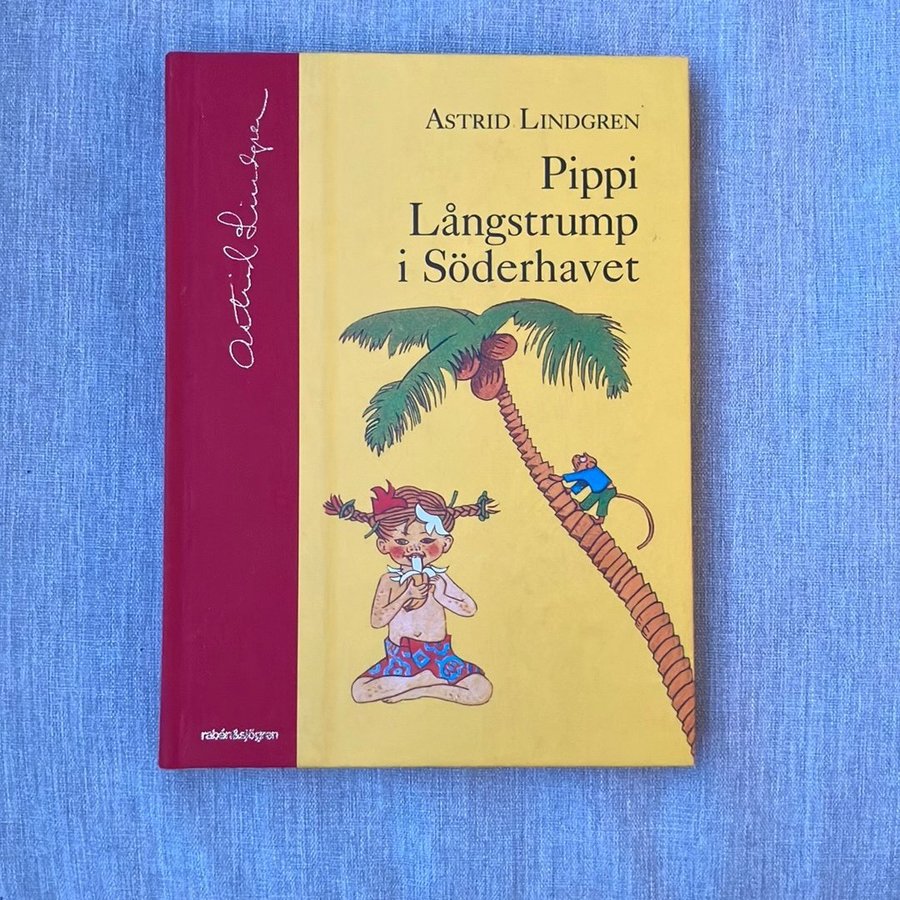 Astrid Lindgren
ASTRID LINDGREN
Pippi
Långstrump
i Söderhavet
rabén&sjögren